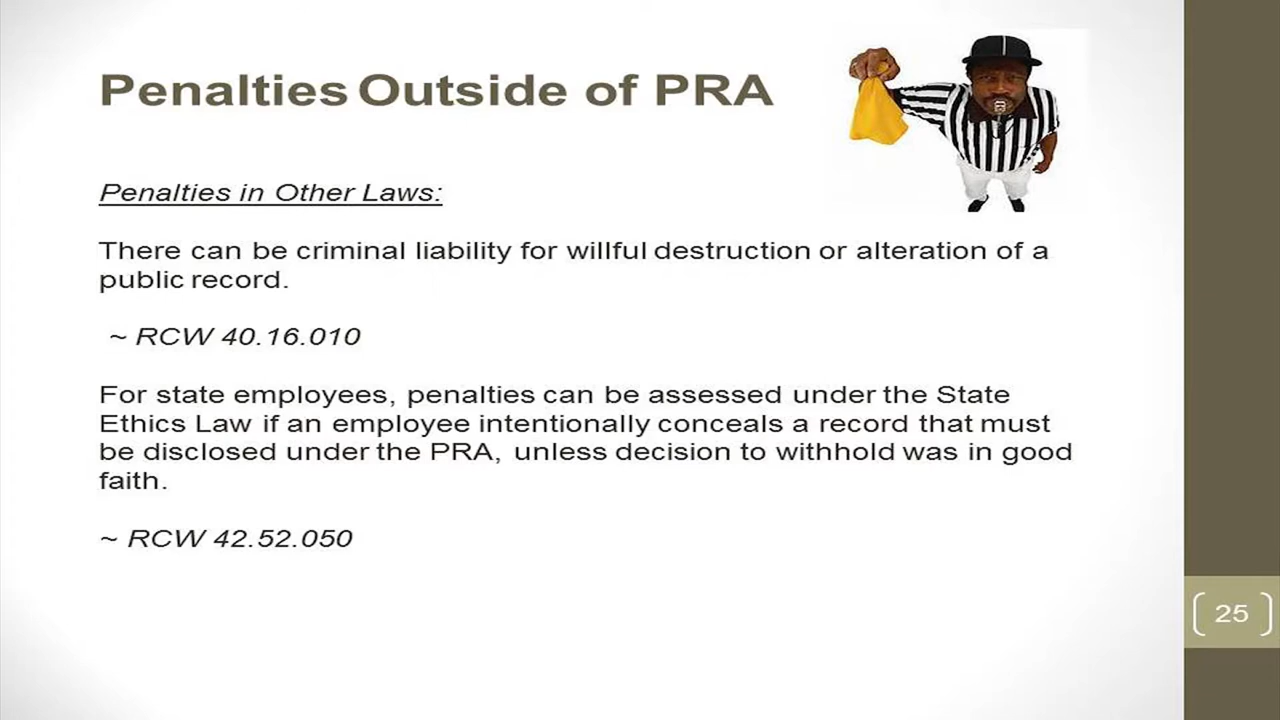 Penalties Outside of PRA
Penalties in Other Laws:
There can be criminal liability for willful destruction or alteration of a
public record.
~ RCW 40.16.010
For state employees, penalties can be assessed under the State
Ethics Law if an employee intentionally conceals a record that must
be disclosed under the PRA, unless decision to withhold was in good
faith.
~ RCW 42.52.050
25